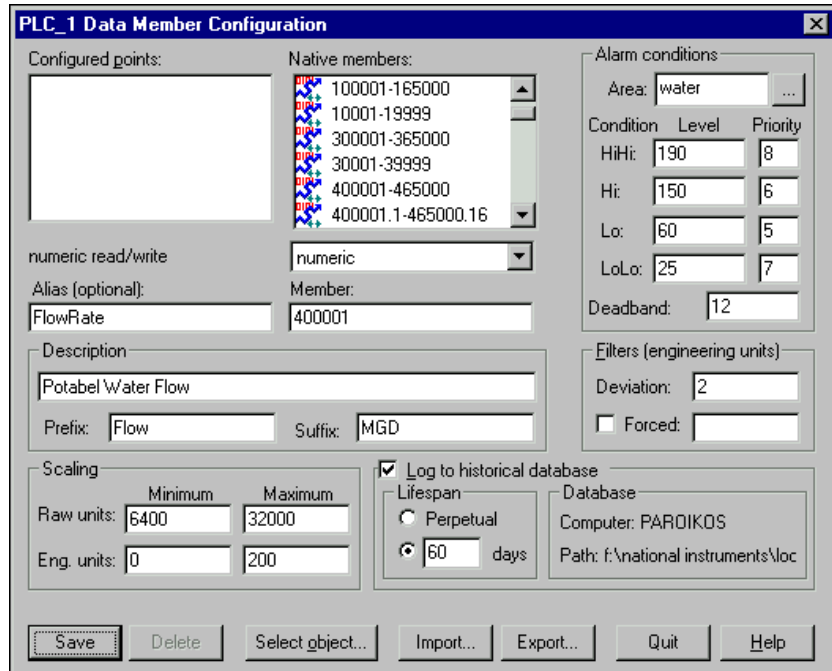 PLC_1 Data Member Configuration
Configured points:
Native members:
100001-165000
10001-19999
300001-365000
30001-39999
400001-465000
400001.1-465000.16
numeric read/write
numeric
Alias (optional):
FlowRate
Member:
400001
Description
Potabel Water Flow
Prefix: Flow
Suffix: MGD
Alarm conditions
Area: water ...
Condition Level Priority
HiHi: 190 8
Hi: 150 6
Lo: 60 5
LoLo: 25 7
Deadband: 12
Filters (engineering units)
Deviation: 2
Forced:
Scaling
Minimum Maximum
Raw units: 6400 32000
Eng. units: 0 200
Log to historical database
Lifespan
Perpetual
60 days
Database
Computer: PAROIKOS
Path: f:\national instruments\loc
Save Delete Select object... Import... Export... Quit Help